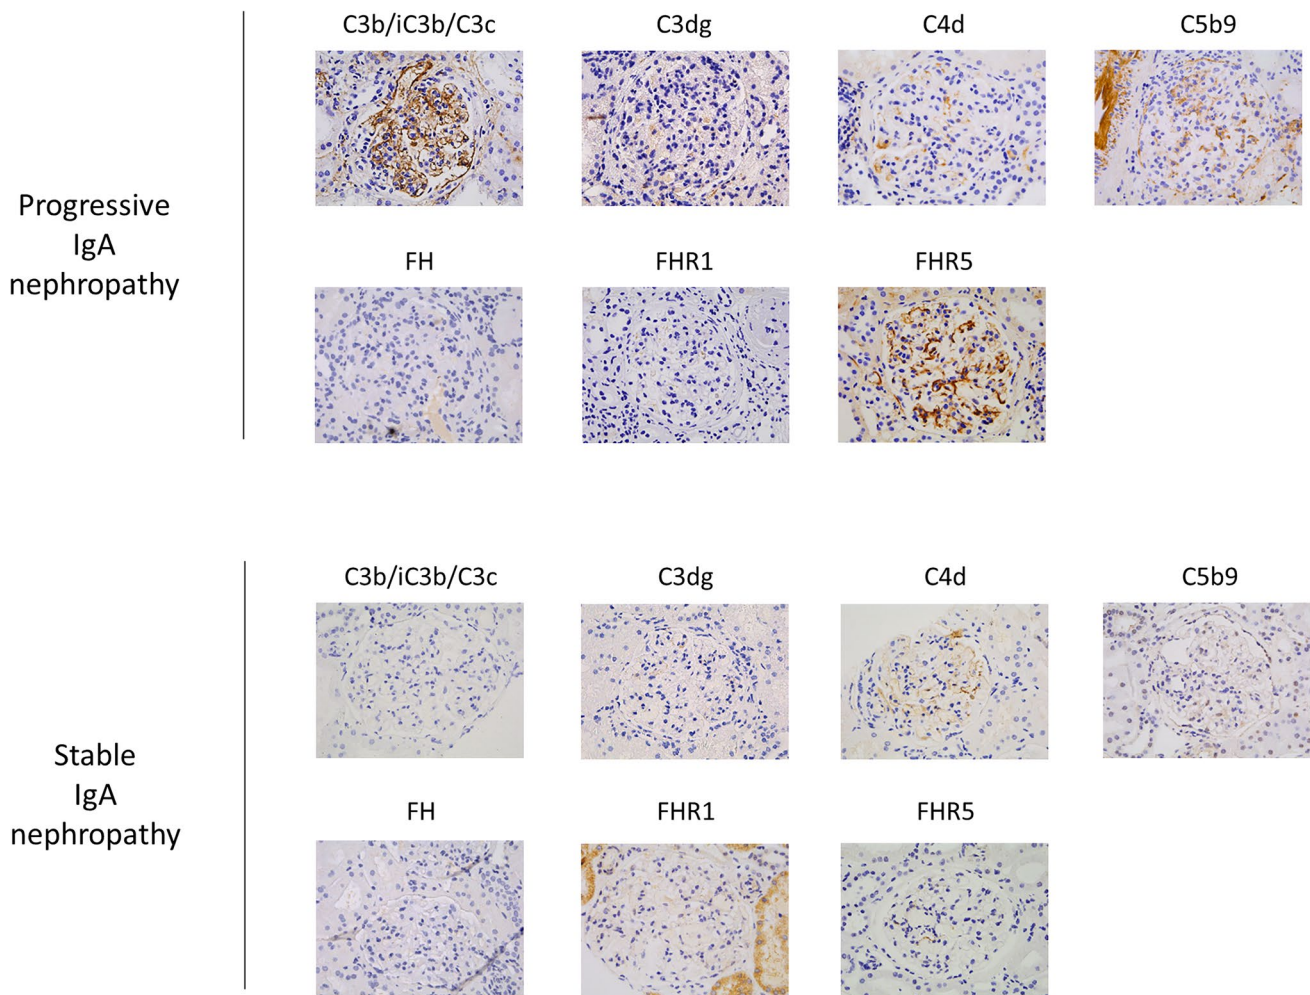 C3b/iC3b/C3c
C3dg
C4d
C5b9
Progressive
IgA
nephropathy
FH
FHR1
FHR5
C3b/iC3b/C3c
C3dg
C4d
C5b9
Stable
IgA
nephropathy
FH
FHR1
FHR5